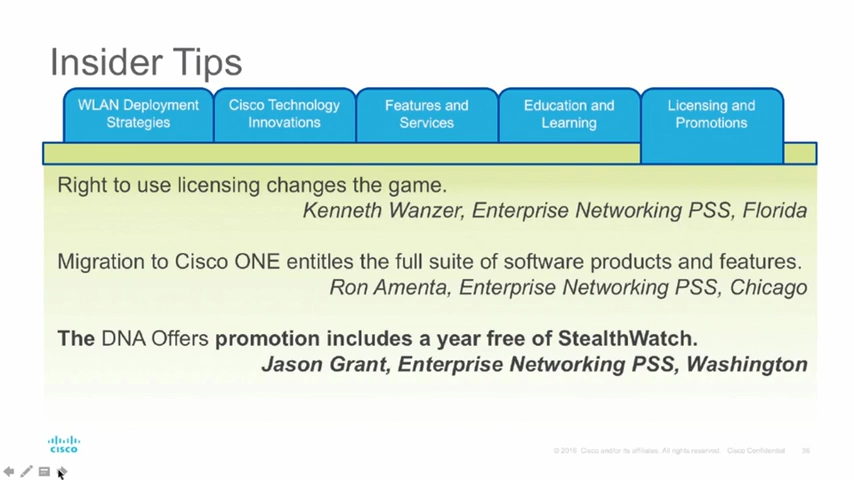 Insider Tips
WLAN Deployment
Strategies
Cisco Technology
Innovations
Features and
Services
Education and
Learning
Licensing and
Promotions
Right to use licensing changes the game.
Kenneth Wanzer, Enterprise Networking PSS, Florida
Migration to Cisco ONE entitles the full suite of software products and features.
Ron Amenta, Enterprise Networking PSS, Chicago
The DNA Offers promotion includes a year free of StealthWatch.
Jason Grant, Enterprise Networking PSS, Washington
CISCO
© 2016 Cisco and/or its affiliates. All rights reserved. Cisco Confidential 36